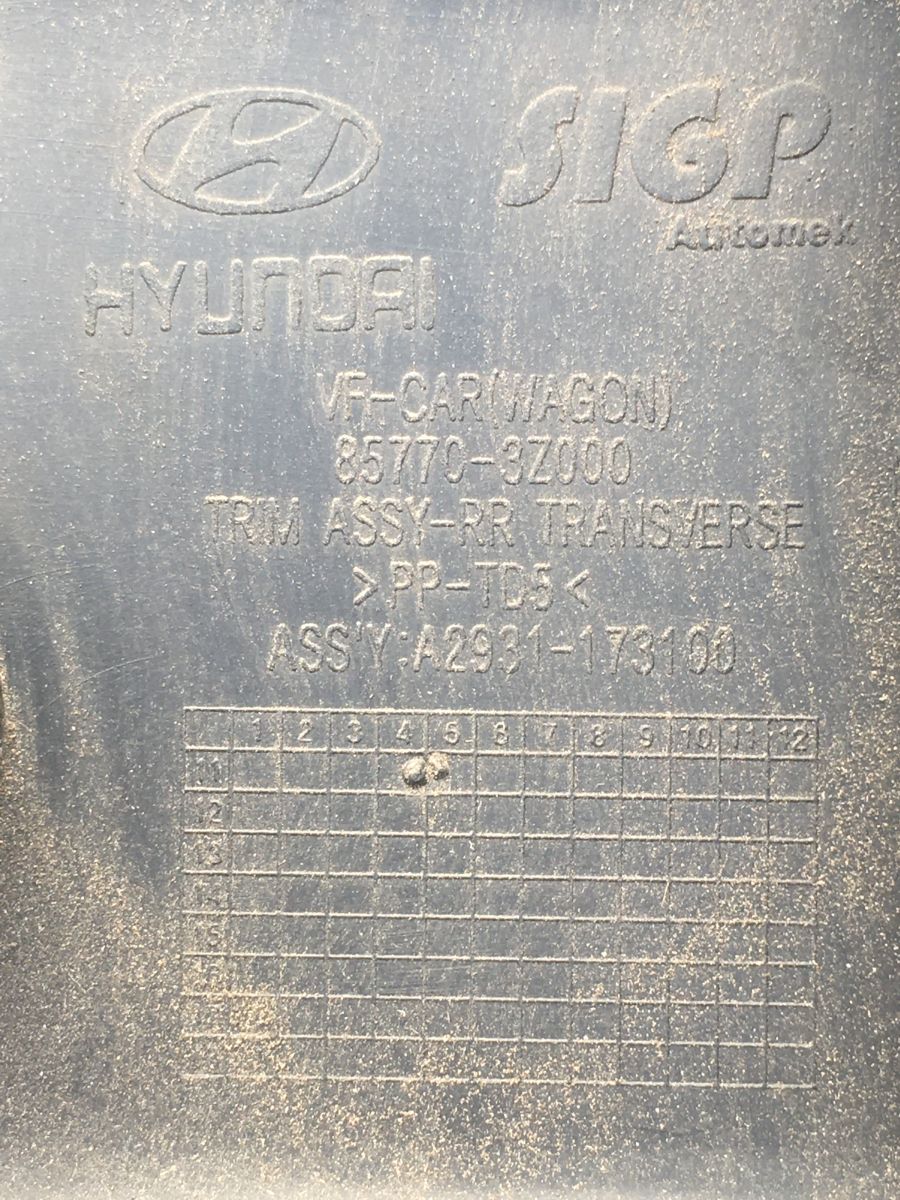 SIGP
Automek
HYUNDAI
VF-CAR(WAGON)
85770-3Z000
TRIM ASSY-RR TRANSVERSE
>PP-TD5<
ASS'Y:A2931-173100
1 2 3 4 5 6 7 8 9 10 11 12
11
12
13